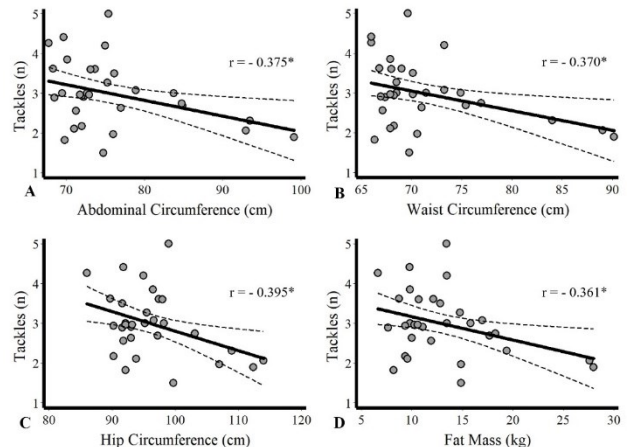 5
4
3
2
1
Tackles (n)
r = - 0.375*
70
80
90
100
A
Abdominal Circumference (cm)
5
4
3
2
1
Tackles (n)
r = - 0.370*
65
70
75
80
85
90
B
Waist Circumference (cm)
5
4
3
2
1
Tackles (n)
r = - 0.395*
80
90
100
110
120
C
Hip Circumference (cm)
5
4
3
2
1
Tackles (n)
r = - 0.361*
5
10
15
20
25
30
D
Fat Mass (kg)